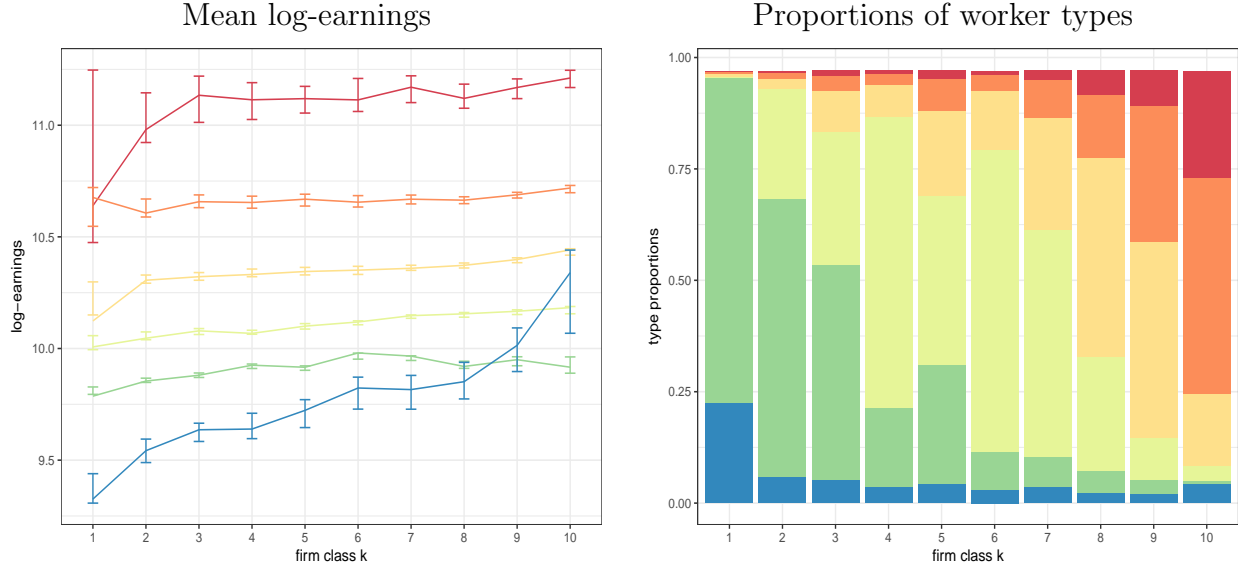 Mean log-earnings
Proportions of worker types
11.0
10.5
10.0
9.5
log-earnings
1 2 3 4 5 6 7 8 9 10
firm class k
1.00
0.75
0.50
0.25
0.00
type proportions
1 2 3 4 5 6 7 8 9 10
firm class k